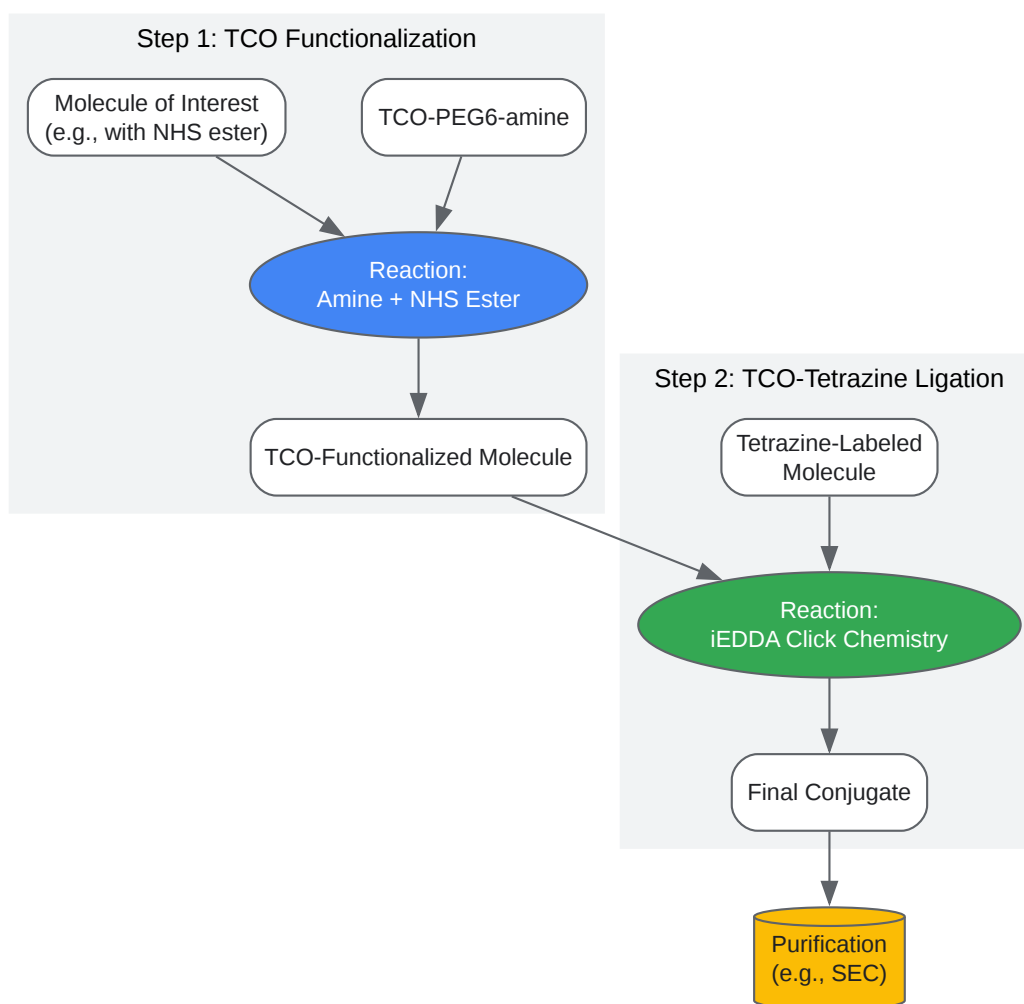 Step 1: TCO Functionalization
Molecule of Interest
(e.g., with NHS ester)
TCO-PEG6-amine
Reaction:
Amine + NHS Ester
TCO-Functionalized Molecule
Step 2: TCO-Tetrazine Ligation
Tetrazine-Labeled
Molecule
Reaction:
iEDDA Click Chemistry
Final Conjugate
Purification
(e.g., SEC)